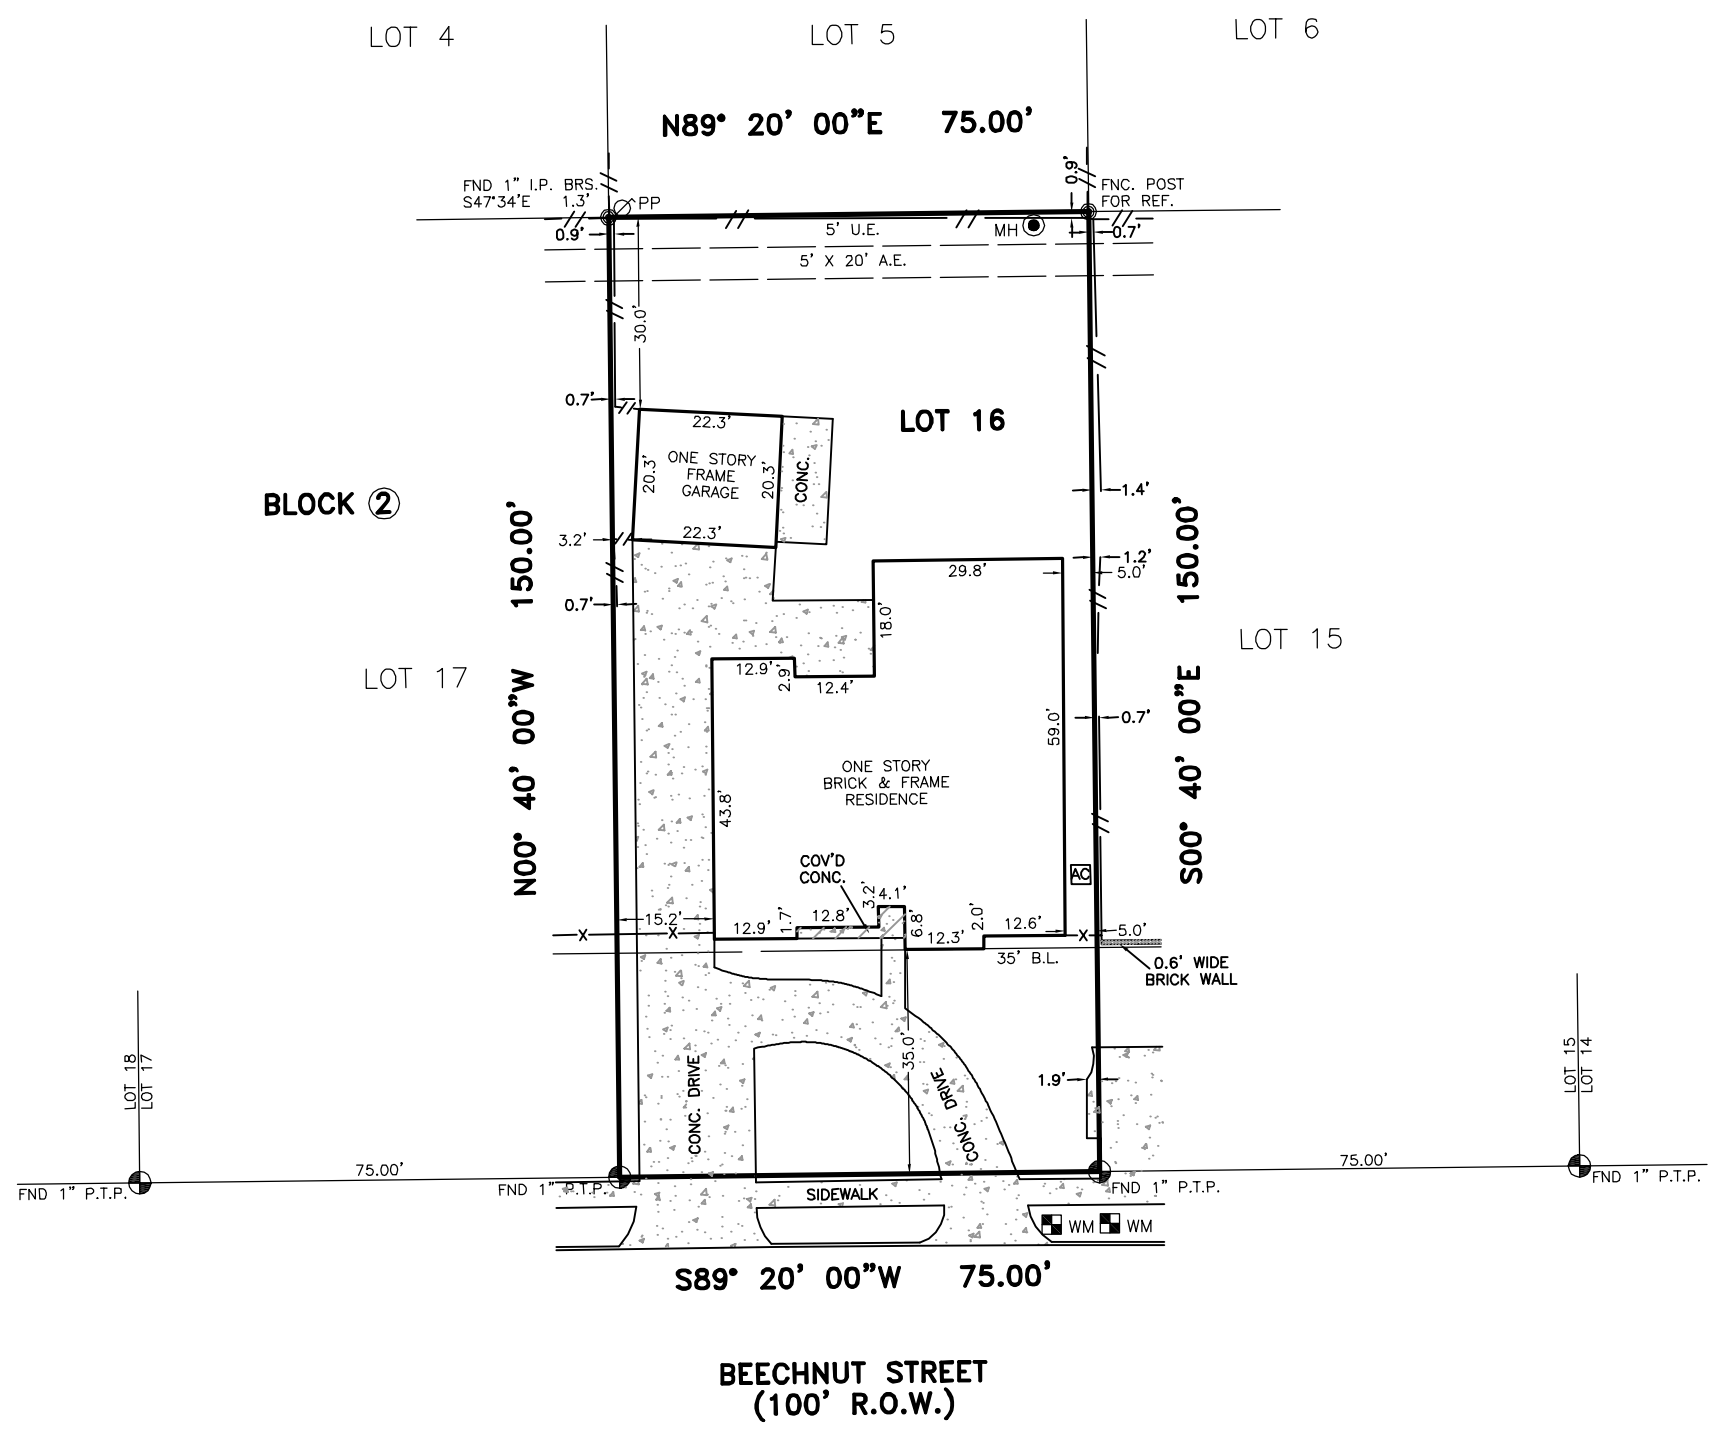 LOT 4
LOT 5
LOT 6
N89° 20' 00"E 75.00'
0.9'
FND 1" I.P. BRS.
S47°34'E 1.3'
PP
FNC. POST
FOR REF.
0.9'
5' U.E.
MH
0.7'
5' X 20' A.E.
30.0'
0.7'
LOT 16
22.3'
ONE STORY
FRAME
GARAGE
20.3'
20.3'
CONC.
22.3'
BLOCK 2
1.4'
3.2'
150.00'
N00° 40' 00"W
150.00'
S00° 40' 00"E
1.2'
5.0'
29.8'
0.7'
18.0'
LOT 15
LOT 17
12.9'
2.9'
12.4'
0.7'
59.0'
ONE STORY
BRICK & FRAME
RESIDENCE
43.8'
COV'D
CONC.
AC
3.2'
4.1'
15.2'
12.9'
1.7'
12.8'
6.8'
12.3'
2.0'
12.6'
X
X
X
5.0'
35' B.L.
0.6' WIDE
BRICK WALL
35.0'
LOT 18
LOT 17
LOT 15
LOT 14
CONC. DRIVE
CONC. DRIVE
1.9'
75.00'
75.00'
FND 1" P.T.P.
FND 1" P.T.P.
FND 1" P.T.P.
FND 1" P.T.P.
SIDEWALK
WM
WM
S89° 20' 00"W 75.00'
BEECHNUT STREET
(100' R.O.W.)